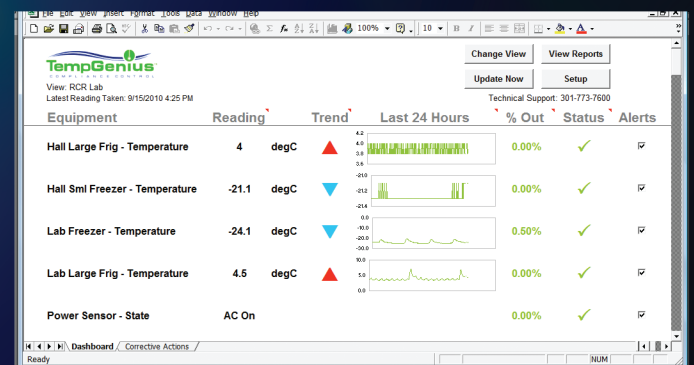 File Edit View Insert Format Tools Data Window Help
100% 10 B I
TempGenius
COMPLIANCE CONTROL
Change View View Reports
Update Now Setup
View: RCR Lab
Latest Reading Taken: 9/15/2010 4:25 PM
Technical Support: 301-773-7600
Equipment Reading Trend Last 24 Hours % Out Status Alerts
4.2
Hall Large Frig - Temperature 4 degC 4.0 0.00%
3.8
3.6
-21.0
Hall Sml Freezer - Temperature -21.1 degC -21.2 0.00%
-21.4
0.0
-10.0
Lab Freezer - Temperature -24.1 degC -20.0 0.50%
-30.0
10.0
Lab Large Frig - Temperature 4.5 degC 5.0 0.00%
0.0
Power Sensor - State AC On 0.00%
Dashboard Corrective Actions
Ready NUM